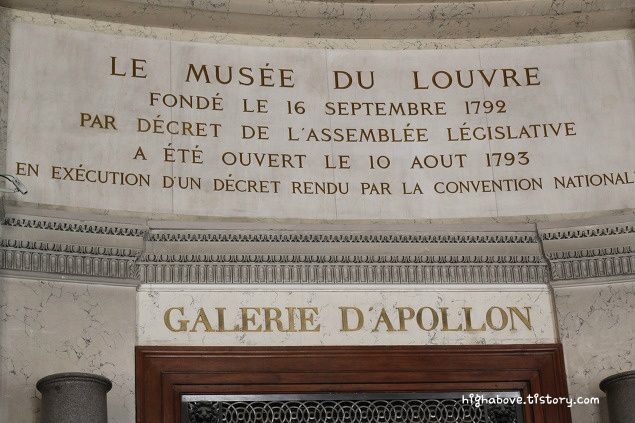 LE MUSÉE DU LOUVRE
FONDÉ LE 16 SEPTEMBRE 1792
PAR DÉCRET DE L'ASSEMBLÉE LÉGISLATIVE
A ÉTÉ OUVERT LE 10 AOUT 1793
EN EXÉCUTION D'UN DÉCRET RENDU PAR LA CONVENTION NATIONAL
GALERIE D'APOLLON
highabove.tistory.com